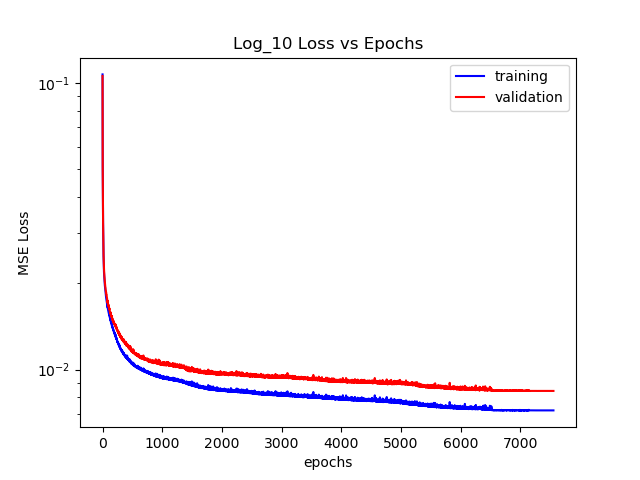 Log_10 Loss vs Epochs
training
validation
10⁻¹
10⁻²
MSE Loss
0 1000 2000 3000 4000 5000 6000 7000
epochs